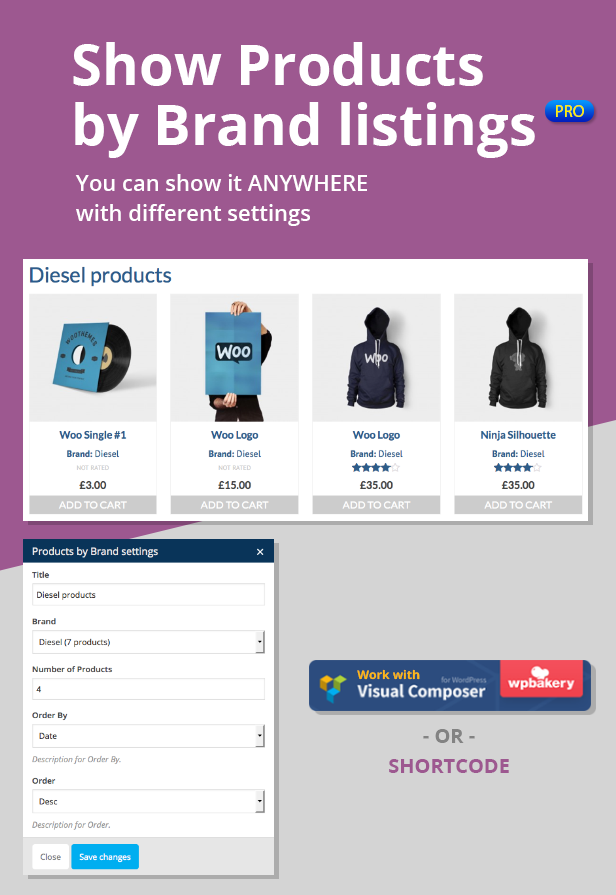 Show Products
by Brand listings PRO
You can show it ANYWHERE
with different settings
Diesel products
WOOTHEMES
Woo
Woo
Woo Single #1
Woo Logo
Woo Logo
Ninja Silhouette
Brand: Diesel
Brand: Diesel
Brand: Diesel
Brand: Diesel
NOT RATED
NOT RATED
£3.00
£15.00
£35.00
£35.00
ADD TO CART
ADD TO CART
ADD TO CART
ADD TO CART
Products by Brand settings ×
Title
Diesel products
Brand
Diesel (7 products)
Number of Products
4
Order By
Date
Description for Order By.
Order
Desc
Description for Order.
Close
Save changes
Work with
for WordPress
Visual Composer
wpbakery
- OR -
SHORTCODE